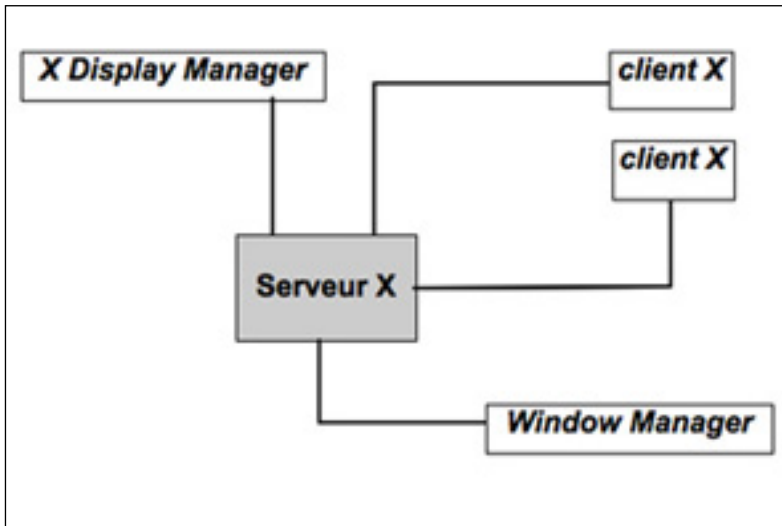 X Display Manager
client X
client X
Serveur X
Window Manager